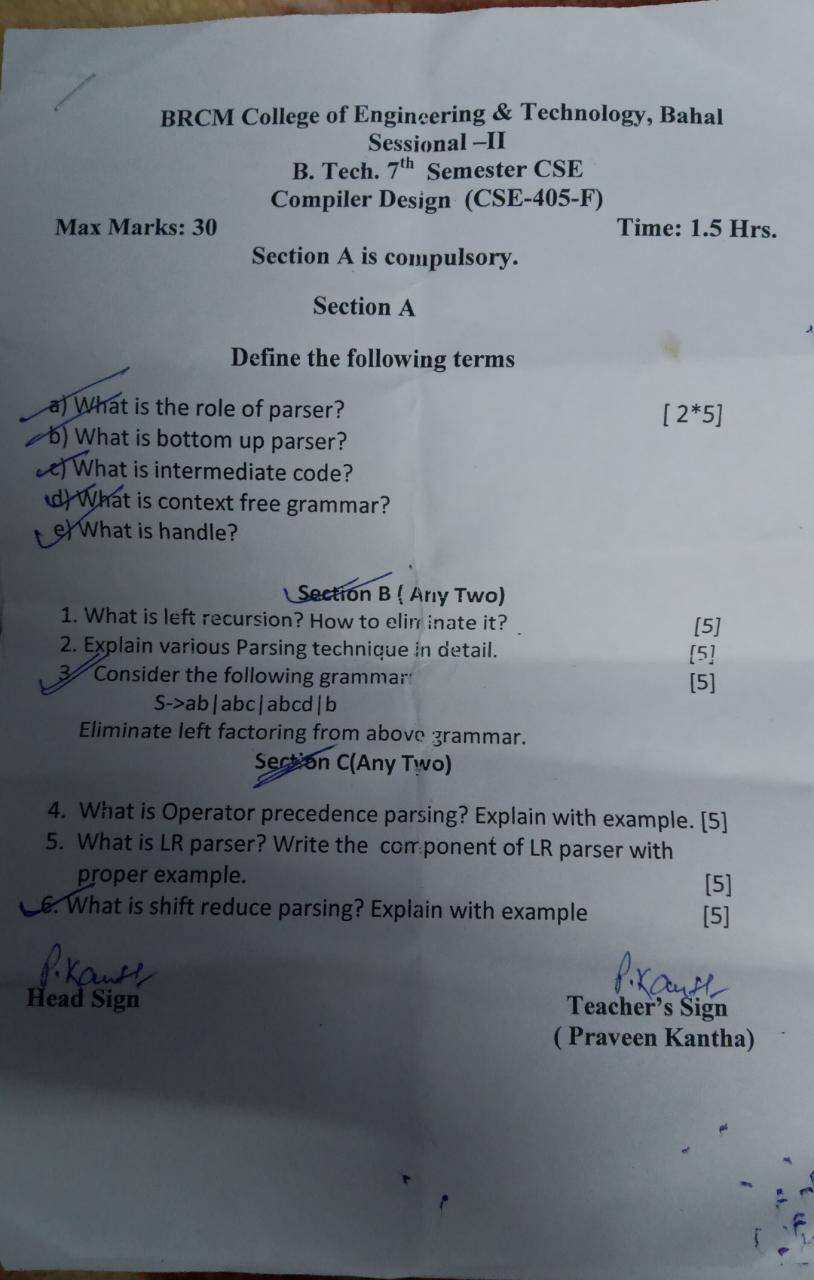 BRCM College of Engineering & Technology, Bahal
Sessional –II
B. Tech. 7th Semester CSE
Compiler Design (CSE-405-F)
Max Marks: 30 Time: 1.5 Hrs.
Section A is compulsory.
Section A
Define the following terms
a) What is the role of parser? [ 2*5]
b) What is bottom up parser?
c) What is intermediate code?
d) What is context free grammar?
e) What is handle?
Section B ( Any Two)
1. What is left recursion? How to eliminate it? [5]
2. Explain various Parsing technique in detail. [5]
3. Consider the following grammar [5]
S->ab|abc|abcd|b
Eliminate left factoring from above grammar.
Section C(Any Two)
4. What is Operator precedence parsing? Explain with example. [5]
5. What is LR parser? Write the component of LR parser with
proper example. [5]
6. What is shift reduce parsing? Explain with example [5]
Head Sign Teacher's Sign
( Praveen Kantha)